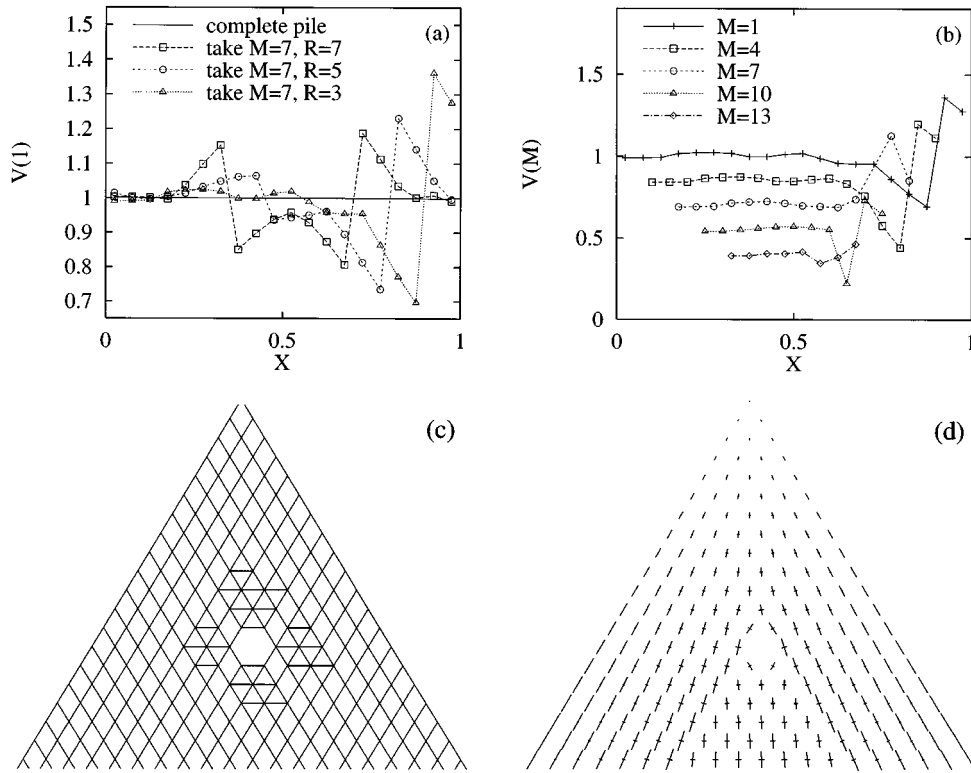 (a)
complete pile
take M=7, R=7
take M=7, R=5
take M=7, R=3
1.5
1.4
1.3
1.2
1.1
1
0.9
0.8
0.7
V(1)
0
0.5
1
X
(b)
M=1
M=4
M=7
M=10
M=13
1.5
1
0.5
0
V(M)
0
0.5
1
X
(c)
(d)